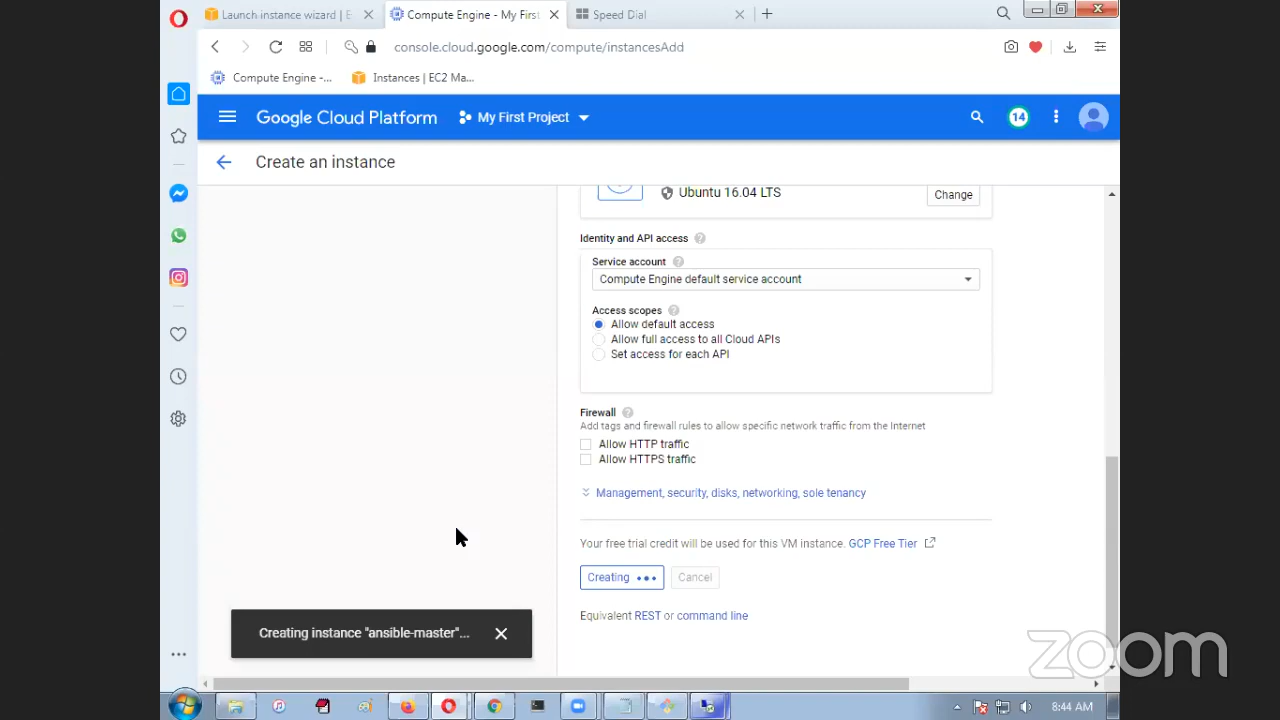 Launch instance wizard | E
Compute Engine - My First
Speed Dial
console.cloud.google.com/compute/instancesAdd
Compute Engine -...
Instances | EC2 Ma...
Google Cloud Platform
My First Project
14
Create an instance
Ubuntu 16.04 LTS
Change
Identity and API access
Service account
Compute Engine default service account
Access scopes
Allow default access
Allow full access to all Cloud APIs
Set access for each API
Firewall
Add tags and firewall rules to allow specific network traffic from the Internet
Allow HTTP traffic
Allow HTTPS traffic
Management, security, disks, networking, sole tenancy
Your free trial credit will be used for this VM instance. GCP Free Tier
Creating
Cancel
Equivalent REST or command line
Creating instance "ansible-master"...
zoom
8:44 AM